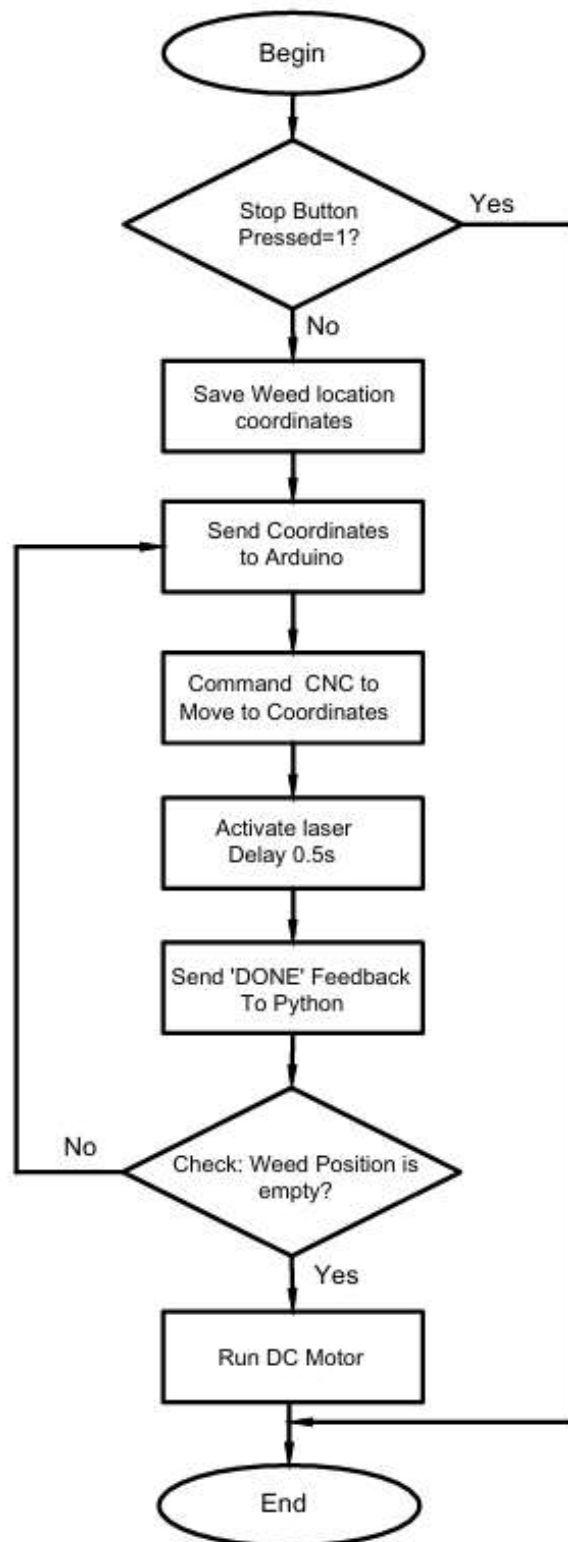 Begin
Stop Button
Pressed=1?
Yes
No
Save Weed location
coordinates
Send Coordinates
to Arduino
Command CNC to
Move to Coordinates
Activate laser
Delay 0.5s
Send 'DONE' Feedback
To Python
No
Check: Weed Position is
empty?
Yes
Run DC Motor
End